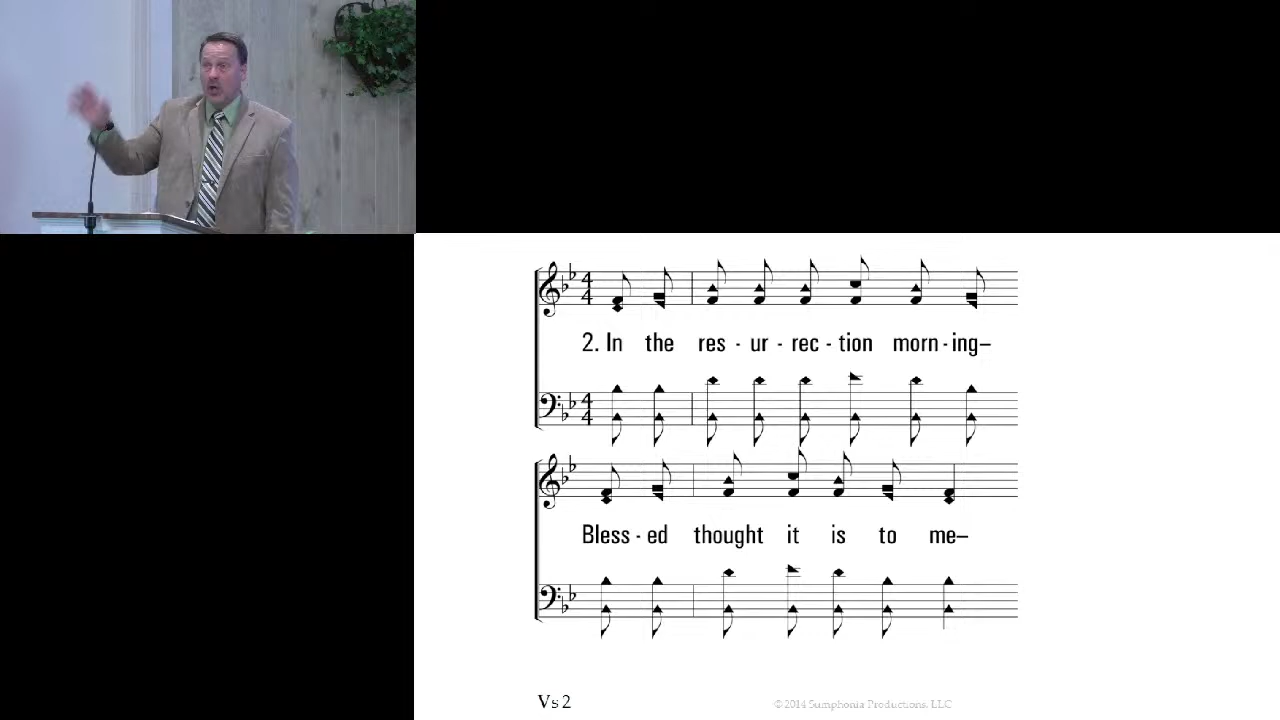 2. In the res - ur - rec - tion morn - ing–
Bless - ed thought it is to me–
Vs 2
©2014 Sumphonia Productions, LLC